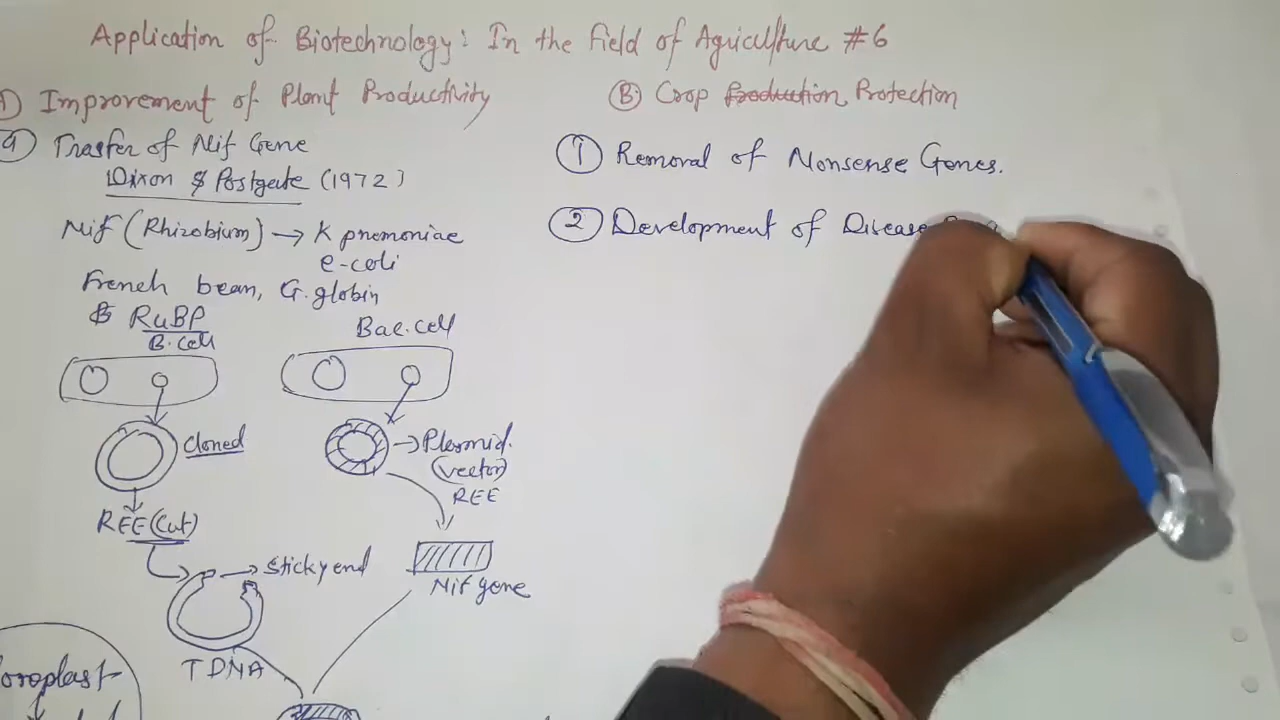 Application of Biotechnology: In the field of Agriculture #6
A) Improvement of Plant Productivity
a) Trasfer of Nif Gene
Dixon & Postgate (1972)
Nif (Rhizobium) → K pnemoniae
e-coli
French bean, G. globin
& RuBP
B. Cell
Bac. cell
Cloned
→ Plasmid.
(vector)
REE
REE (Cut)
→ Sticky end
Nif gene
TDNA
oroplast
B) Crop Production Protection
1) Removal of Nonsense Genes.
2) Development of Disease